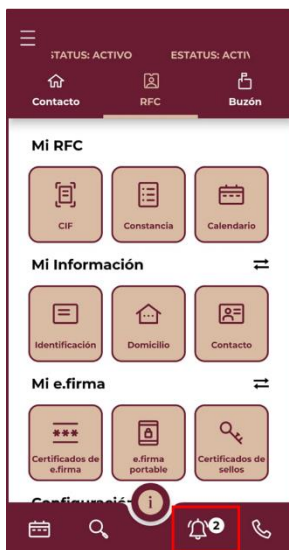 STATUS: ACTIVO ESTATUS: ACTIV
Contacto RFC Buzón
Mi RFC
CIF Constancia Calendario
Mi Información
Identificación Domicilio Contacto
Mi e.firma
***
Certificados de e.firma portable Certificados de
e.firma sellos
Configuración
i
2